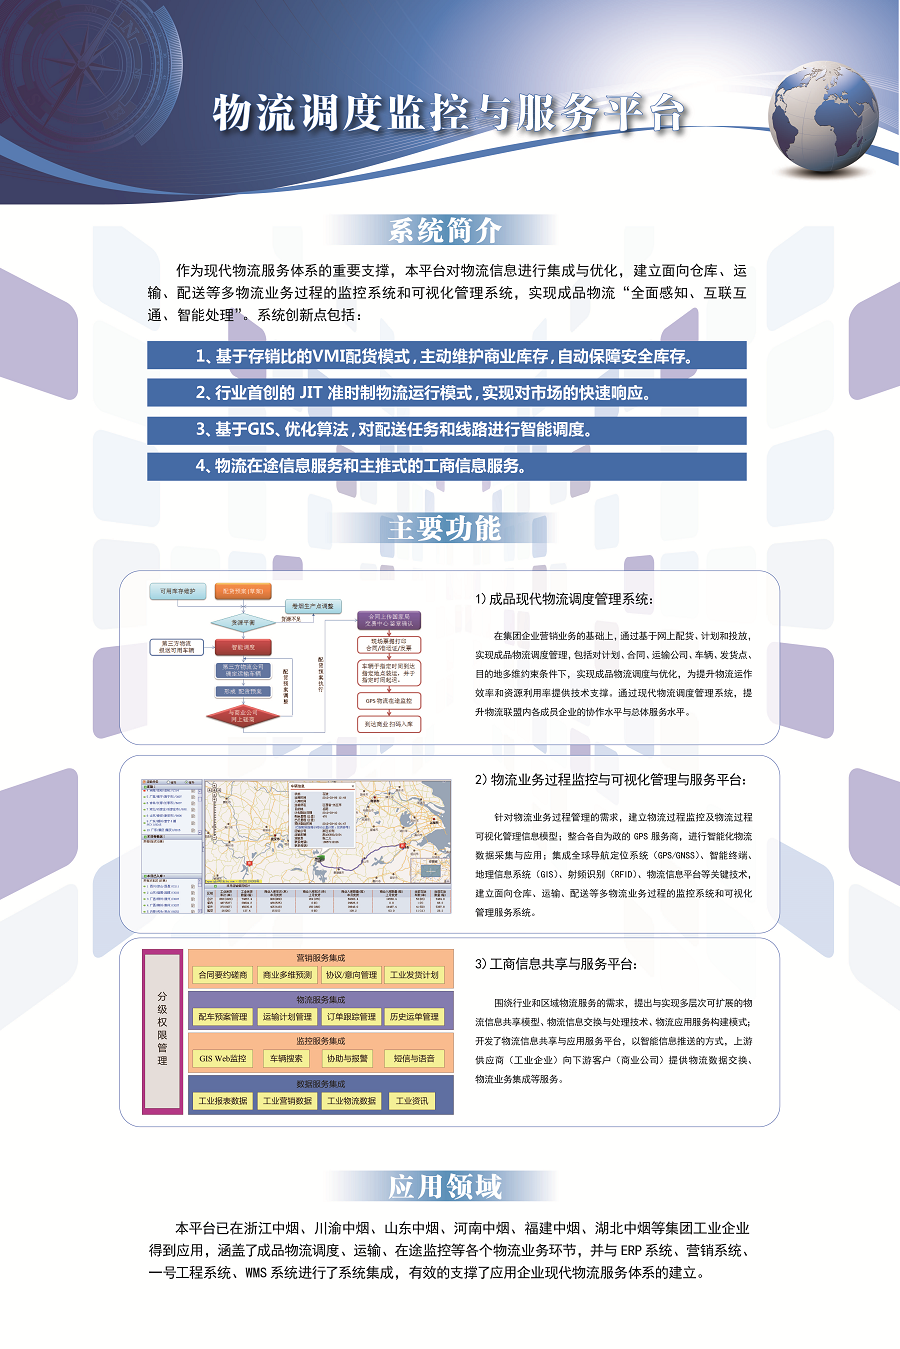 物流调度监控与服务平台
系统简介
作为现代物流服务体系的重要支撑，本平台对物流信息进行集成与优化，建立面向仓库、运
输、配送等多物流业务过程的监控系统和可视化管理系统，实现成品物流“全面感知、互联互
通、智能处理”。系统创新点包括：
1、基于存销比的VMI配货模式，主动维护商业库存，自动保障安全库存。
2、行业首创的 JIT 准时制物流运行模式，实现对市场的快速响应。
3、基于GIS、优化算法，对配送任务和线路进行智能调度。
4、物流在途信息服务和主推式的工商信息服务。
主要功能
可用库存维护
配货预案(草案)
卷烟生产点调整
货源平衡
货源不足
第三方物流
报送可用车辆
智能调度
第三方物流公司
确定运输车辆
形成 配货预案
与商业公司
网上磋商
配货预案调整
配货预案执行
合同上传国家局
交易中心 鉴章确认
现场票据打印
合同/准运证/发票
车辆于指定时间到达
指定地点装运，并于
指定时间起运。
GPS 物流在途监控
到达商业 扫码入库
1）成品现代物流调度管理系统：
在集团企业营销业务的基础上，通过基于网上配货、计划和投放，
实现成品物流调度管理，包括对计划、合同、运输公司、车辆、发货点、
目的地多维约束条件下，实现成品物流调度与优化，为提升物流运作
效率和资源利用率提供技术支撑。通过现代物流调度管理系统，提
升物流联盟内各成员企业的协作水平与总体服务水平。
2）物流业务过程监控与可视化管理与服务平台：
针对物流业务过程管理的需求，建立物流过程监控及物流过程
可视化管理信息模型；整合各自为政的 GPS 服务商，进行智能化物流
数据采集与应用；集成全球导航定位系统（GPS/GNSS）、智能终端、
地理信息系统（GIS）、射频识别（RFID）、物流信息平台等关键技术，
建立面向仓库、运输、配送等多物流业务过程的监控系统和可视化
管理服务系统。
分级权限管理
营销服务集成
合同要约磋商 商业多维预测 协议/意向管理 工业发货计划
物流服务集成
配车预案管理 运输计划管理 订单跟踪管理 历史运单管理
监控服务集成
GIS Web监控 车辆搜索 协助与报警 短信与语音
数据服务集成
工业报表数据 工业营销数据 工业物流数据 工业资讯
3）工商信息共享与服务平台：
围绕行业和区域物流服务的需求，提出与实现多层次可扩展的物
流信息共享模型、物流信息交换与处理技术、物流应用服务构建模式；
开发了物流信息共享与应用服务平台，以智能信息推送的方式，上游
供应商（工业企业）向下游客户（商业公司）提供物流数据交换、
物流业务集成等服务。
应用领域
本平台已在浙江中烟、川渝中烟、山东中烟、河南中烟、福建中烟、湖北中烟等集团工业企业
得到应用，涵盖了成品物流调度、运输、在途监控等各个物流业务环节，并与 ERP 系统、营销系统、
一号工程系统、WMS 系统进行了系统集成，有效的支撑了应用企业现代物流服务体系的建立。